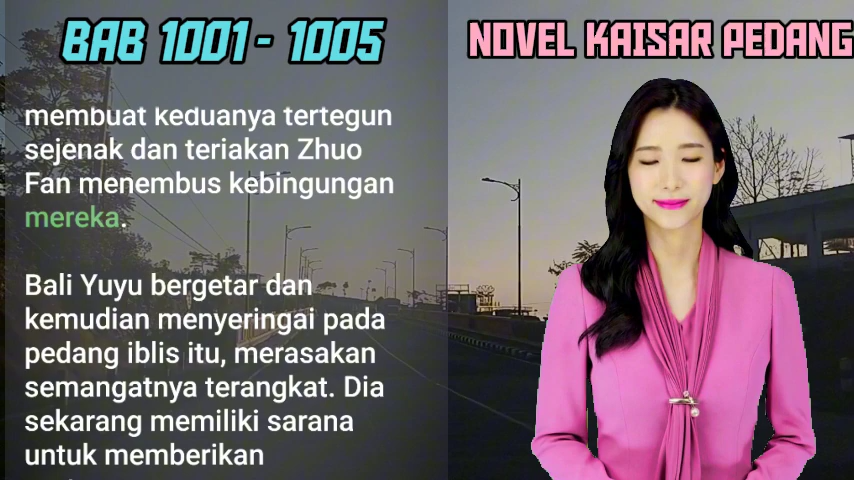 BAB 1001 - 1005
NOVEL KAISAR PEDANG
membuat keduanya tertegun
sejenak dan teriakan Zhuo
Fan menembus kebingungan
mereka.
Bali Yuyu bergetar dan
kemudian menyeringai pada
pedang iblis itu, merasakan
semangatnya terangkat. Dia
sekarang memiliki sarana
untuk memberikan